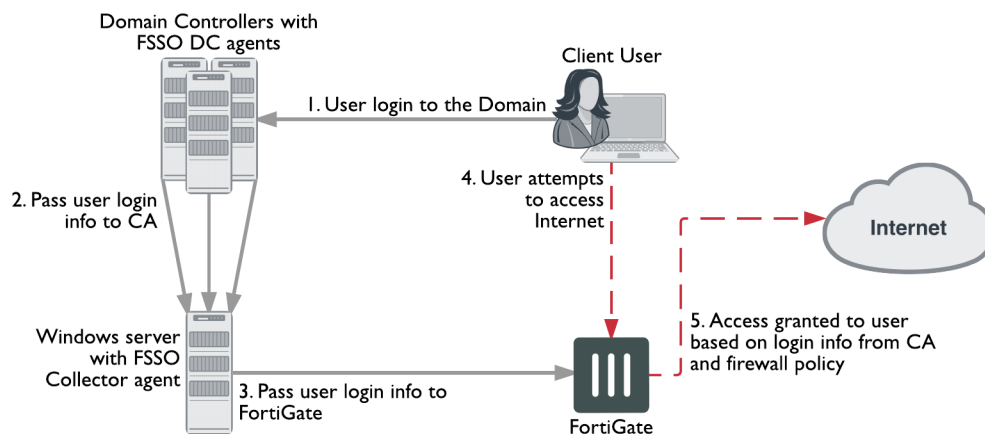 Domain Controllers with
FSSO DC agents
Client User
1. User login to the Domain
2. Pass user login
info to CA
4. User attempts
to access
Internet
Internet
Windows server
with FSSO
Collector agent
3. Pass user login info to
FortiGate
5. Access granted to user
based on login info from CA
and firewall policy
FortiGate